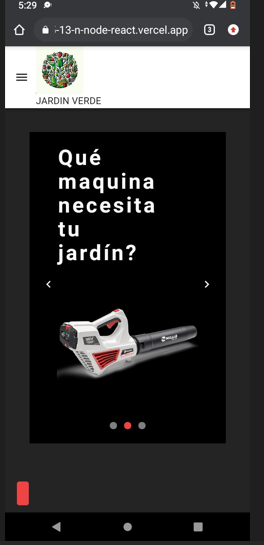 5:29
-13-n-node-react.vercel.app
3
JARDIN VERDE
Qué
maquina
necesita
tu
jardín?